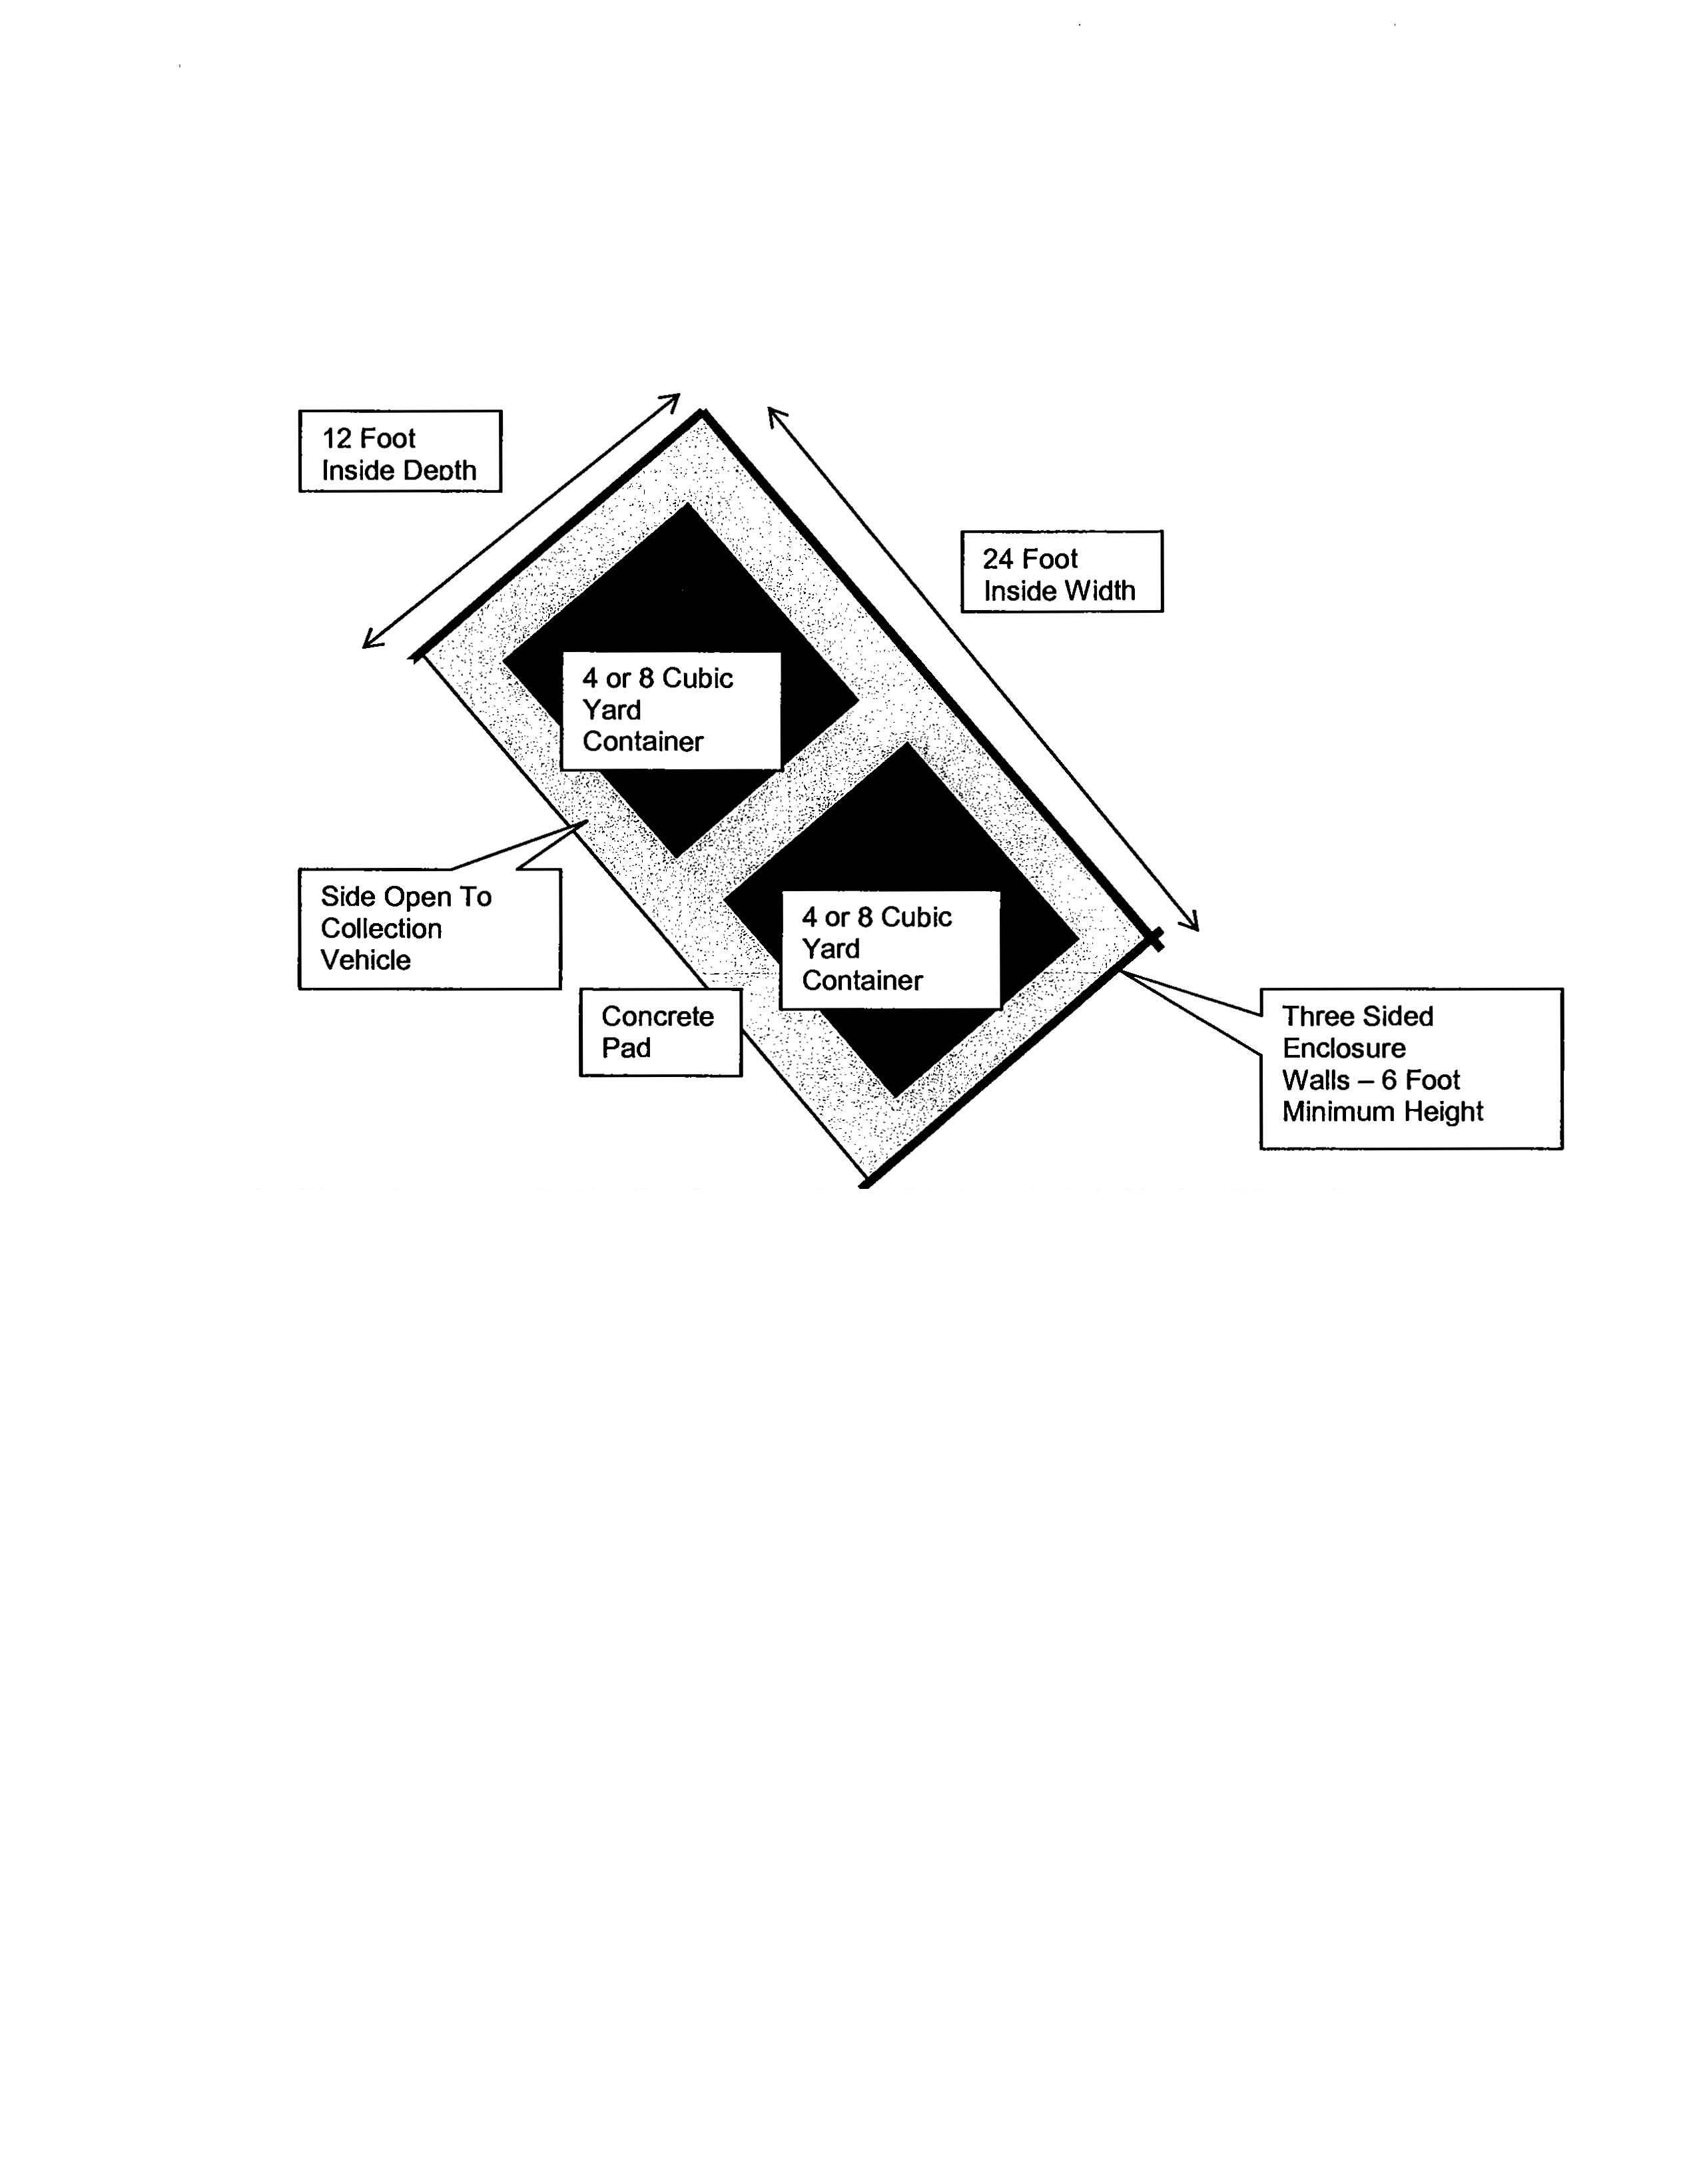 12 Foot
Inside Depth
24 Foot
Inside Width
4 or 8 Cubic
Yard
Container
Side Open To
Collection
Vehicle
4 or 8 Cubic
Yard
Container
Concrete
Pad
Three Sided
Enclosure
Walls – 6 Foot
Minimum Height